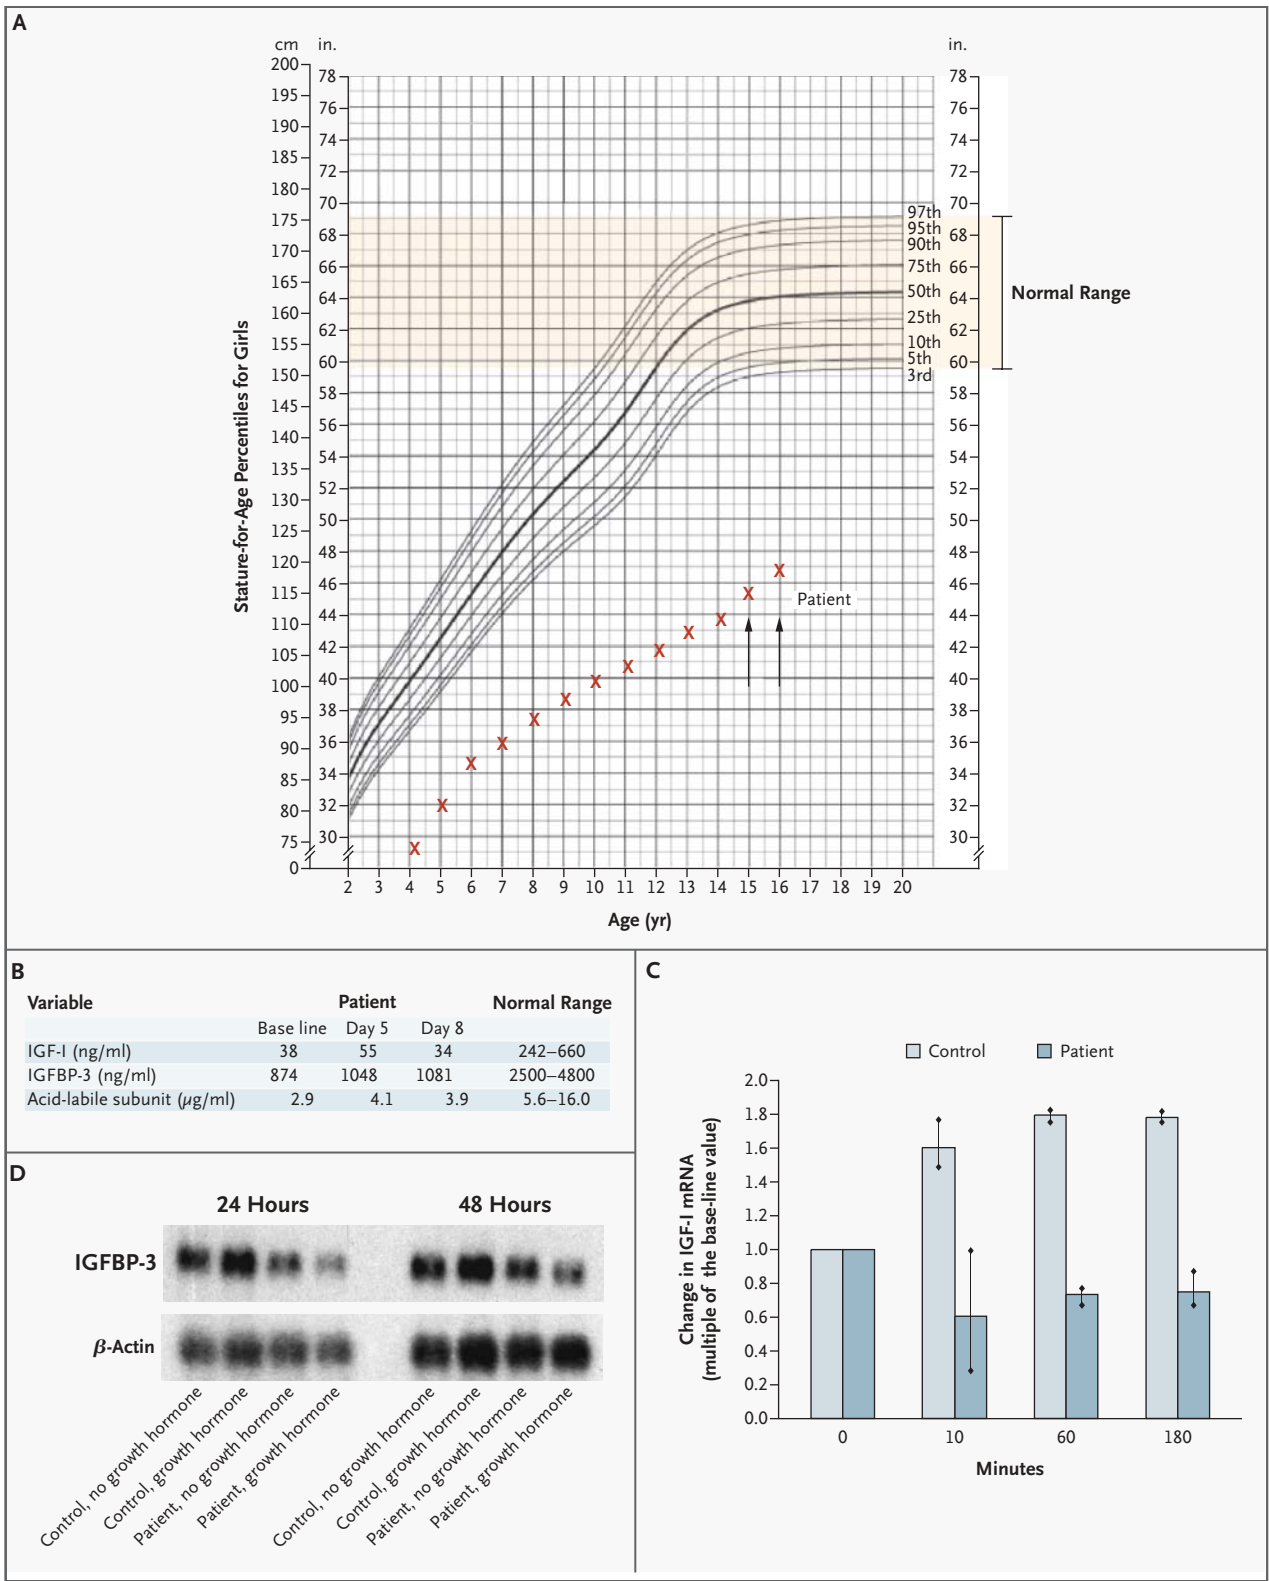 A
cm in. in.
200
195
190
185
180
175
170
165
160
155
150
145
140
135
130
125
120
115
110
105
100
95
90
85
80
75
0
78
76
74
72
70
68
66
64
62
60
58
56
54
52
50
48
46
44
42
40
38
36
34
32
30
Stature-for-Age Percentiles for Girls
97th
95th
90th
75th
50th
25th
10th
5th
3rd
78
76
74
72
70
68
66
64
62
60
58
56
54
52
50
48
46
44
42
40
38
36
34
32
30
Normal Range
Patient
2 3 4 5 6 7 8 9 10 11 12 13 14 15 16 17 18 19 20
Age (yr)
B
Variable Patient Normal Range
Base line Day 5 Day 8
IGF-I (ng/ml) 38 55 34 242–660
IGFBP-3 (ng/ml) 874 1048 1081 2500–4800
Acid-labile subunit (µg/ml) 2.9 4.1 3.9 5.6–16.0
C
Control Patient
Change in IGF-I mRNA
(multiple of the base-line value)
2.0
1.8
1.6
1.4
1.2
1.0
0.8
0.6
0.4
0.2
0.0
0 10 60 180
Minutes
D
24 Hours 48 Hours
IGFBP-3
β-Actin
Control, no growth hormone
Control, growth hormone
Patient, no growth hormone
Patient, growth hormone
Control, no growth hormone
Control, growth hormone
Patient, no growth hormone
Patient, growth hormone